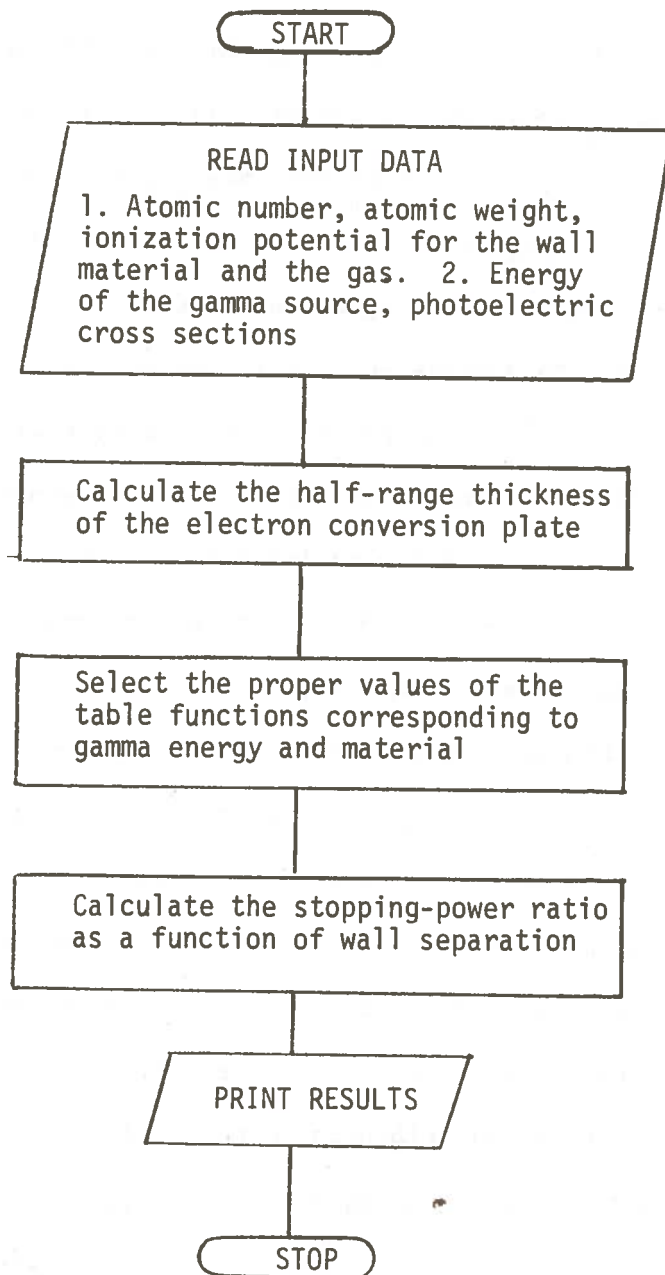 START
READ INPUT DATA
1. Atomic number, atomic weight,
ionization potential for the wall
material and the gas. 2. Energy
of the gamma source, photoelectric
cross sections
Calculate the half-range thickness
of the electron conversion plate
Select the proper values of the
table functions corresponding to
gamma energy and material
Calculate the stopping-power ratio
as a function of wall separation
PRINT RESULTS
STOP